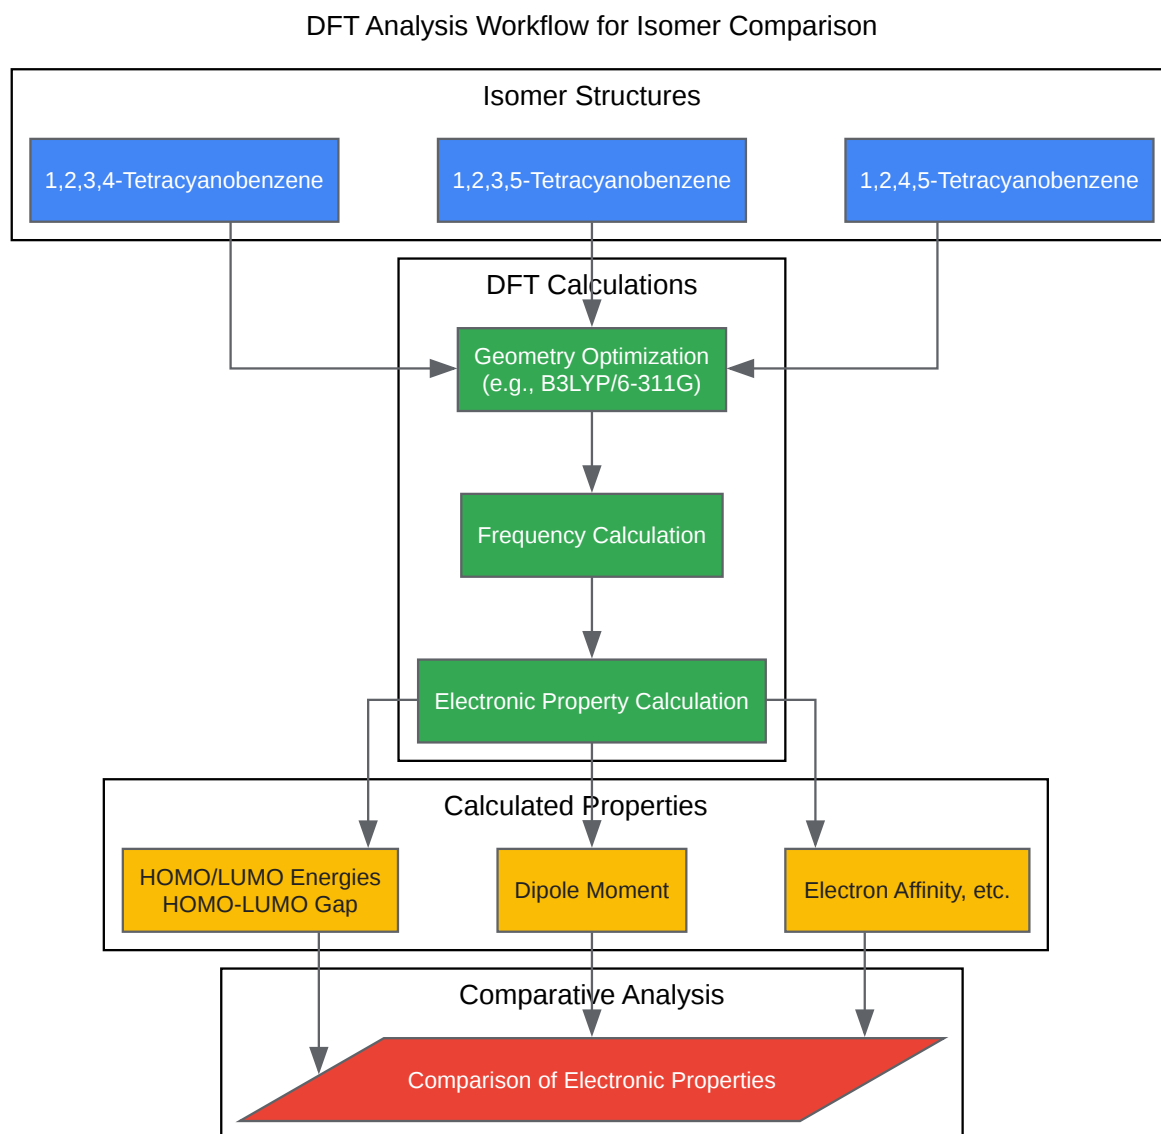 DFT Analysis Workflow for Isomer Comparison
Isomer Structures
1,2,3,4-Tetracyanobenzene
1,2,3,5-Tetracyanobenzene
1,2,4,5-Tetracyanobenzene
DFT Calculations
Geometry Optimization
(e.g., B3LYP/6-311G)
Frequency Calculation
Electronic Property Calculation
Calculated Properties
HOMO/LUMO Energies
HOMO-LUMO Gap
Dipole Moment
Electron Affinity, etc.
Comparative Analysis
Comparison of Electronic Properties